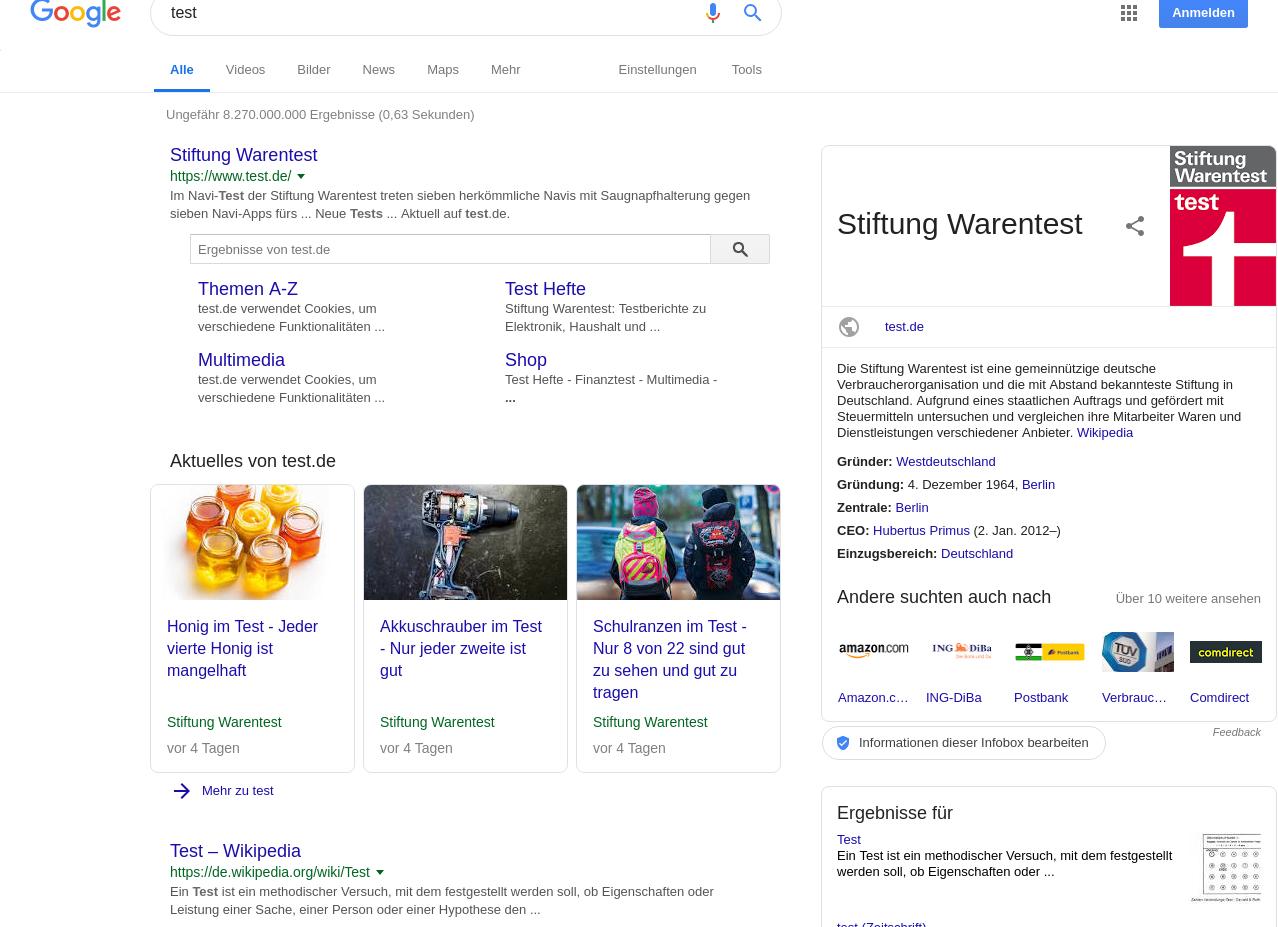 Google
test
Anmelden
Alle
Videos
Bilder
News
Maps
Mehr
Einstellungen
Tools
Ungefähr 8.270.000.000 Ergebnisse (0,63 Sekunden)
Stiftung Warentest
https://www.test.de/
Im Navi-Test der Stiftung Warentest treten sieben herkömmliche Navis mit Saugnapfhalterung gegen
sieben Navi-Apps fürs ... Neue Tests ... Aktuell auf test.de.
Ergebnisse von test.de
Themen A-Z
test.de verwendet Cookies, um
verschiedene Funktionalitäten ...
Test Hefte
Stiftung Warentest: Testberichte zu
Elektronik, Haushalt und ...
Multimedia
test.de verwendet Cookies, um
verschiedene Funktionalitäten ...
Shop
Test Hefte - Finanztest - Multimedia -
...
Aktuelles von test.de
Honig im Test - Jeder
vierte Honig ist
mangelhaft
Stiftung Warentest
vor 4 Tagen
Akkuschrauber im Test
- Nur jeder zweite ist
gut
Stiftung Warentest
vor 4 Tagen
Schulranzen im Test -
Nur 8 von 22 sind gut
zu sehen und gut zu
tragen
Stiftung Warentest
vor 4 Tagen
Mehr zu test
Test – Wikipedia
https://de.wikipedia.org/wiki/Test
Ein Test ist ein methodischer Versuch, mit dem festgestellt werden soll, ob Eigenschaften oder
Leistung einer Sache, einer Person oder einer Hypothese den ...
Stiftung Warentest
Stiftung
Warentest
test
test.de
Die Stiftung Warentest ist eine gemeinnützige deutsche
Verbraucherorganisation und die mit Abstand bekannteste Stiftung in
Deutschland. Aufgrund eines staatlichen Auftrags und gefördert mit
Steuermitteln untersuchen und vergleichen ihre Mitarbeiter Waren und
Dienstleistungen verschiedener Anbieter. Wikipedia
Gründer: Westdeutschland
Gründung: 4. Dezember 1964, Berlin
Zentrale: Berlin
CEO: Hubertus Primus (2. Jan. 2012–)
Einzugsbereich: Deutschland
Andere suchten auch nach
Über 10 weitere ansehen
amazon.com
ING DiBa
Postbank
TÜV
SÜD
comdirect
Amazon.c...
ING-DiBa
Postbank
Verbrauc...
Comdirect
Feedback
Informationen dieser Infobox bearbeiten
Ergebnisse für
Test
Ein Test ist ein methodischer Versuch, mit dem festgestellt
werden soll, ob Eigenschaften oder ...
test (Zeitschrift)